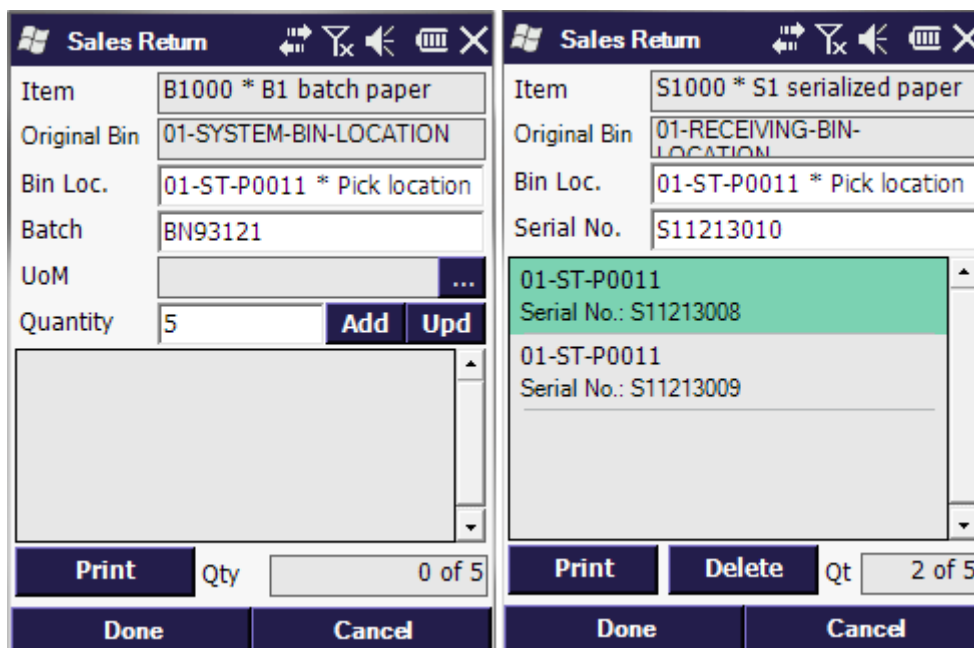 Sales Return
Item
B1000 * B1 batch paper
Original Bin
01-SYSTEM-BIN-LOCATION
Bin Loc.
01-ST-P0011 * Pick location
Batch
BN93121
UoM
...
Quantity
5
Add
Upd
Print
Qty
0 of 5
Done
Cancel
Sales Return
Item
S1000 * S1 serialized paper
Original Bin
01-RECEIVING-BIN-
LOCATION
Bin Loc.
01-ST-P0011 * Pick location
Serial No.
S11213010
01-ST-P0011
Serial No.: S11213008
01-ST-P0011
Serial No.: S11213009
Print
Delete
Qt
2 of 5
Done
Cancel